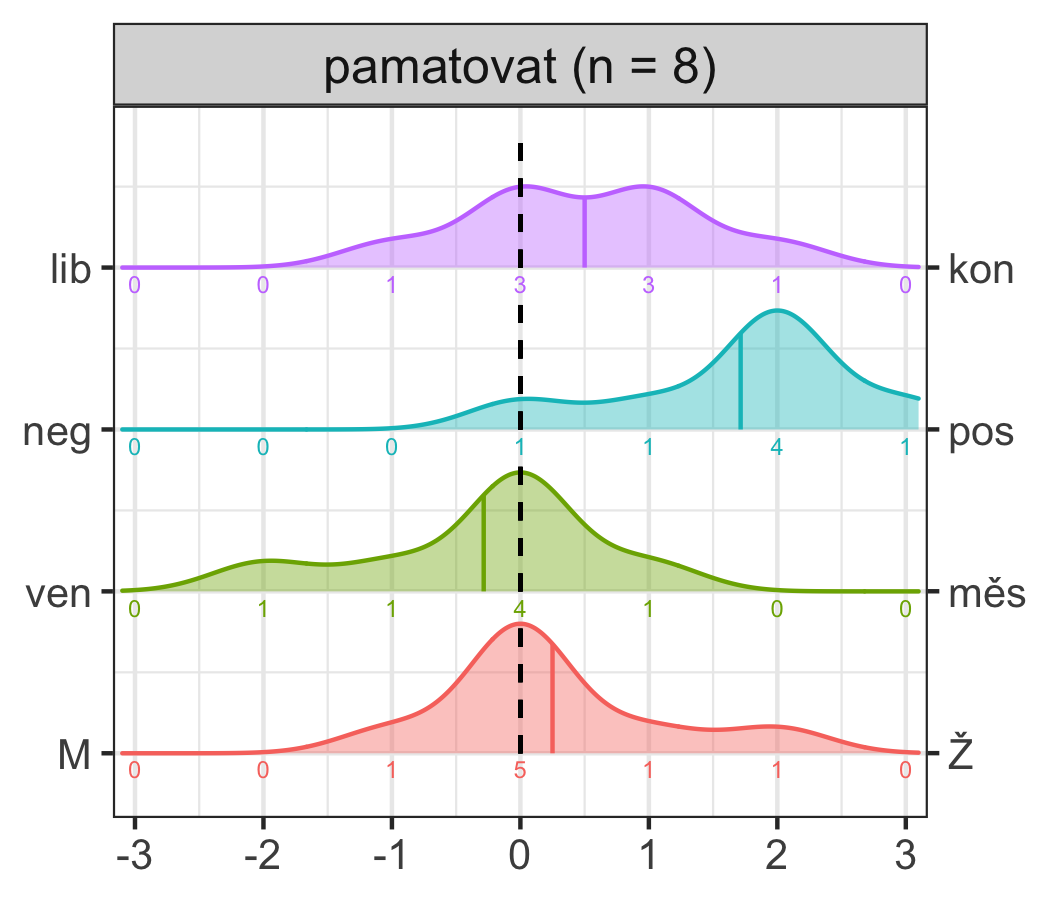 pamatovat (n = 8)
lib kon
0 0 1 3 3 1 0
neg pos
0 0 0 1 1 4 1
ven měs
0 1 1 4 1 0 0
M Ž
0 0 1 5 1 1 0
-3 -2 -1 0 1 2 3